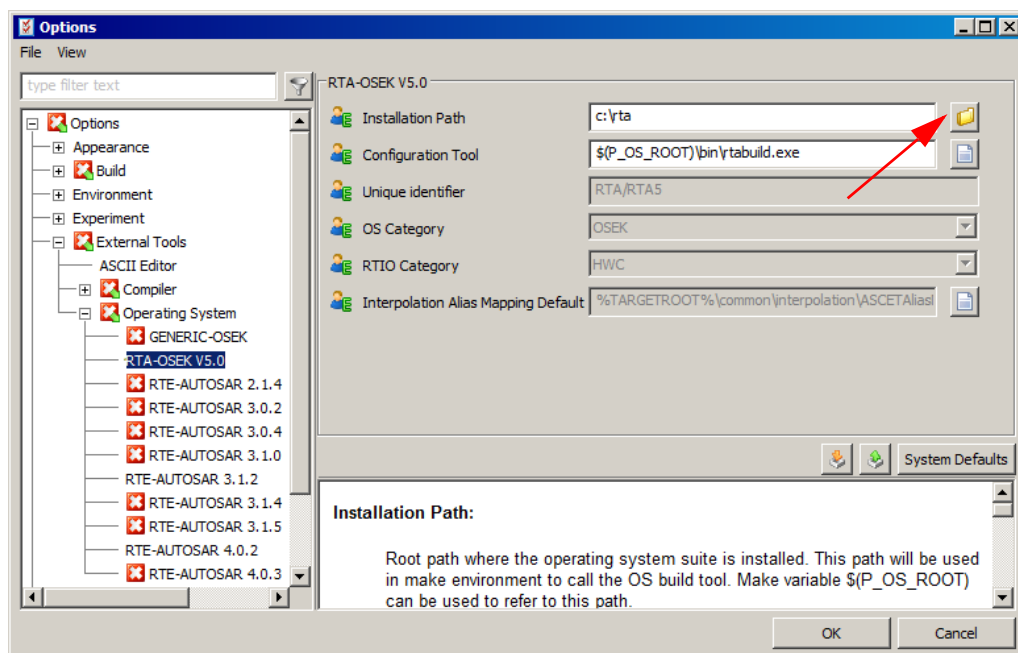 Options
File View
type filter text
Options
Appearance
Build
Environment
Experiment
External Tools
ASCII Editor
Compiler
Operating System
GENERIC-OSEK
RTA-OSEK V5.0
RTE-AUTOSAR 2.1.4
RTE-AUTOSAR 3.0.2
RTE-AUTOSAR 3.0.4
RTE-AUTOSAR 3.1.0
RTE-AUTOSAR 3.1.2
RTE-AUTOSAR 3.1.4
RTE-AUTOSAR 3.1.5
RTE-AUTOSAR 4.0.2
RTE-AUTOSAR 4.0.3
RTA-OSEK V5.0
Installation Path c:\rta
Configuration Tool $(P_OS_ROOT)\bin\rtabuild.exe
Unique identifier RTA/RTA5
OS Category OSEK
RTIO Category HWC
Interpolation Alias Mapping Default %TARGETROOT%\common\interpolation\ASCETAliasl
System Defaults
Installation Path:
Root path where the operating system suite is installed. This path will be used
in make environment to call the OS build tool. Make variable $(P_OS_ROOT)
can be used to refer to this path.
OK Cancel